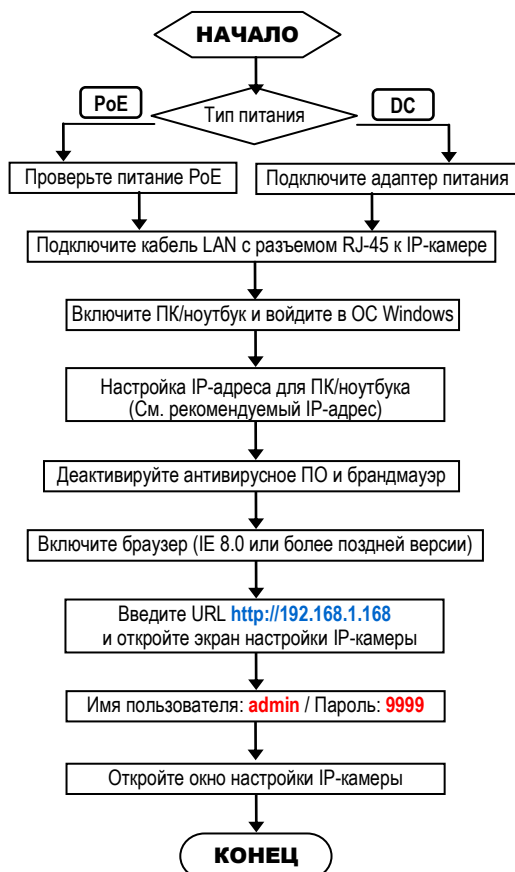 НАЧАЛО
PoE
Тип питания
DC
Проверьте питание PoE
Подключите адаптер питания
Подключите кабель LAN с разъемом RJ-45 к IP-камере
Включите ПК/ноутбук и войдите в ОС Windows
Настройка IP-адреса для ПК/ноутбука
(См. рекомендуемый IP-адрес)
Деактивируйте антивирусное ПО и брандмауэр
Включите браузер (IE 8.0 или более поздней версии)
Введите URL http://192.168.1.168
и откройте экран настройки IP-камеры
Имя пользователя: admin / Пароль: 9999
Откройте окно настройки IP-камеры
КОНЕЦ